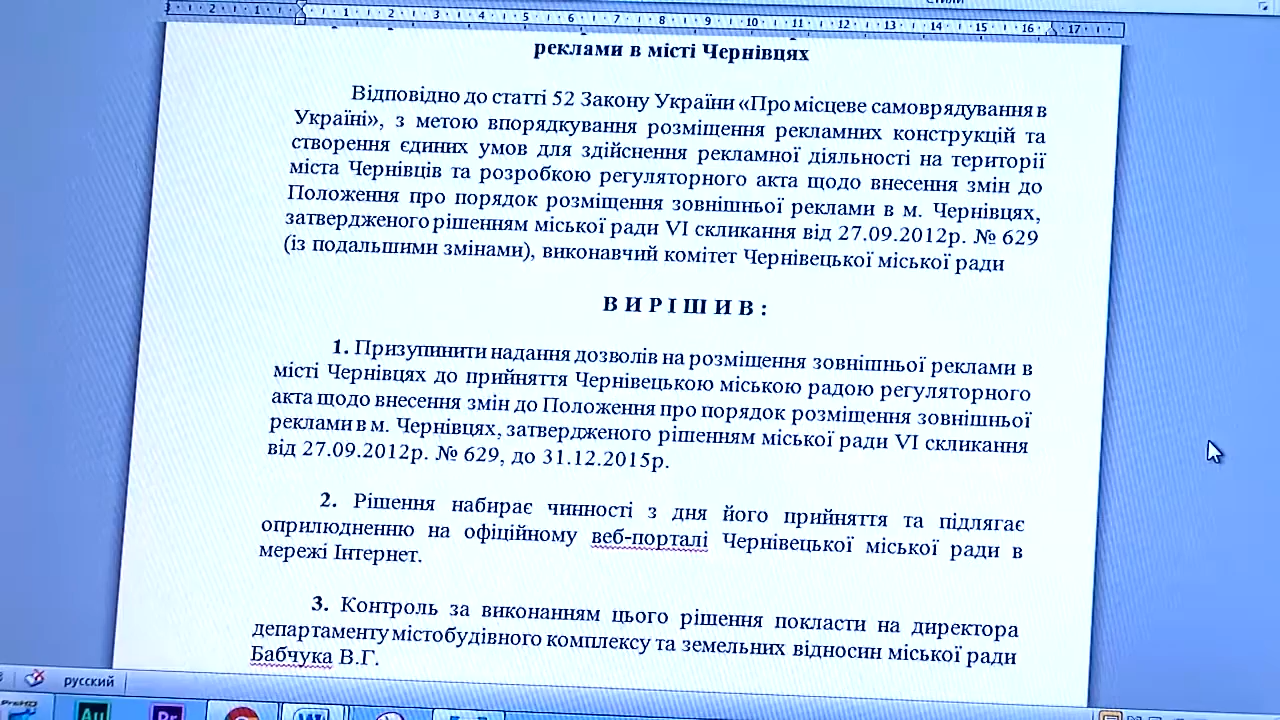 реклами в місті Чернівцях
Відповідно до статті 52 Закону України «Про місцеве самоврядування в
Україні», з метою впорядкування розміщення рекламних конструкцій та
створення єдиних умов для здійснення рекламної діяльності на території
міста Чернівців та розробкою регуляторного акта щодо внесення змін до
Положення про порядок розміщення зовнішньої реклами в м. Чернівцях,
затвердженого рішенням міської ради VI скликання від 27.09.2012р. № 629
(із подальшими змінами), виконавчий комітет Чернівецької міської ради
В И Р І Ш И В :
1. Призупинити надання дозволів на розміщення зовнішньої реклами в
місті Чернівцях до прийняття Чернівецькою міською радою регуляторного
акта щодо внесення змін до Положення про порядок розміщення зовнішньої
реклами в м. Чернівцях, затвердженого рішенням міської ради VI скликання
від 27.09.2012р. № 629, до 31.12.2015р.
2. Рішення набирає чинності з дня його прийняття та підлягає
оприлюдненню на офіційному веб-порталі Чернівецької міської ради в
мережі Інтернет.
3. Контроль за виконанням цього рішення покласти на директора
департаменту містобудівного комплексу та земельних відносин міської ради
Бабчука В.Г.
русский
Au Pr W